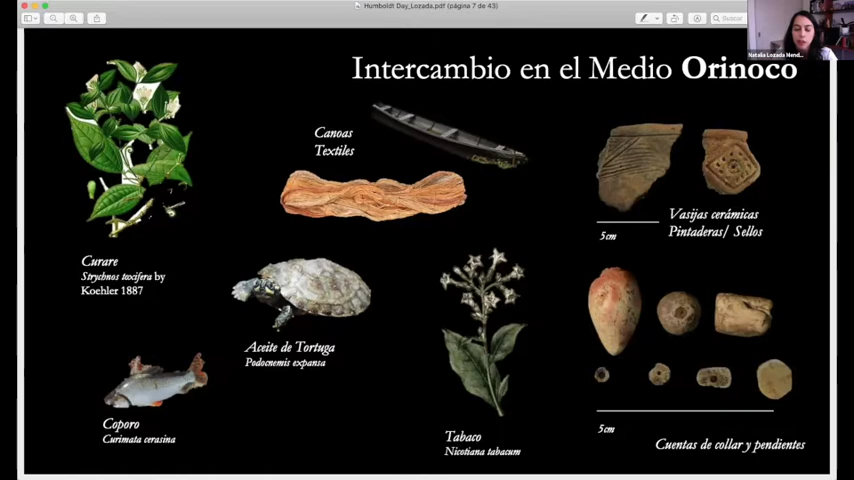 Humboldt Day_Lozada.pdf (página 7 de 43)
Buscar
Natalia Lozada Mend...
Intercambio en el Medio Orinoco
Canoas
Textiles
Vasijas cerámicas
Pintaderas/ Sellos
5cm
Curare
Strychnos toxifera by
Koehler 1887
Aceite de Tortuga
Podocnemis expansa
Coporo
Curimata cerasina
Tabaco
Nicotiana tabacum
5cm
Cuentas de collar y pendientes